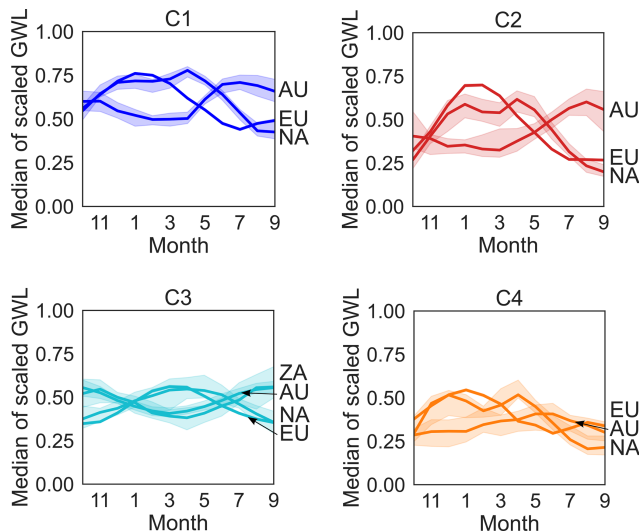 C1
Median of scaled GWL
1.00
0.75
0.50
0.25
0.00
AU
EU
NA
11 1 3 5 7 9
Month
C2
Median of scaled GWL
1.00
0.75
0.50
0.25
0.00
AU
EU
NA
11 1 3 5 7 9
Month
C3
Median of scaled GWL
1.00
0.75
0.50
0.25
0.00
ZA
AU
NA
EU
11 1 3 5 7 9
Month
C4
Median of scaled GWL
1.00
0.75
0.50
0.25
0.00
EU
AU
NA
11 1 3 5 7 9
Month